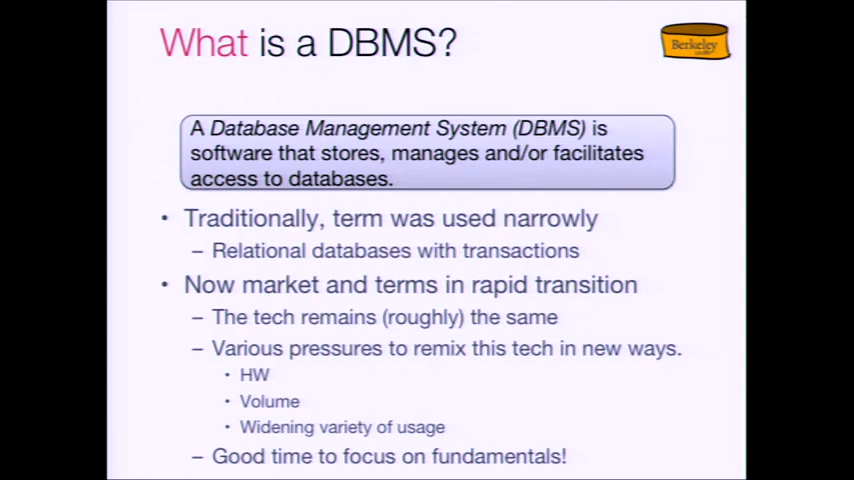 What is a DBMS?
Berkeley
A Database Management System (DBMS) is
software that stores, manages and/or facilitates
access to databases.
• Traditionally, term was used narrowly
– Relational databases with transactions
• Now market and terms in rapid transition
– The tech remains (roughly) the same
– Various pressures to remix this tech in new ways.
• HW
• Volume
• Widening variety of usage
– Good time to focus on fundamentals!